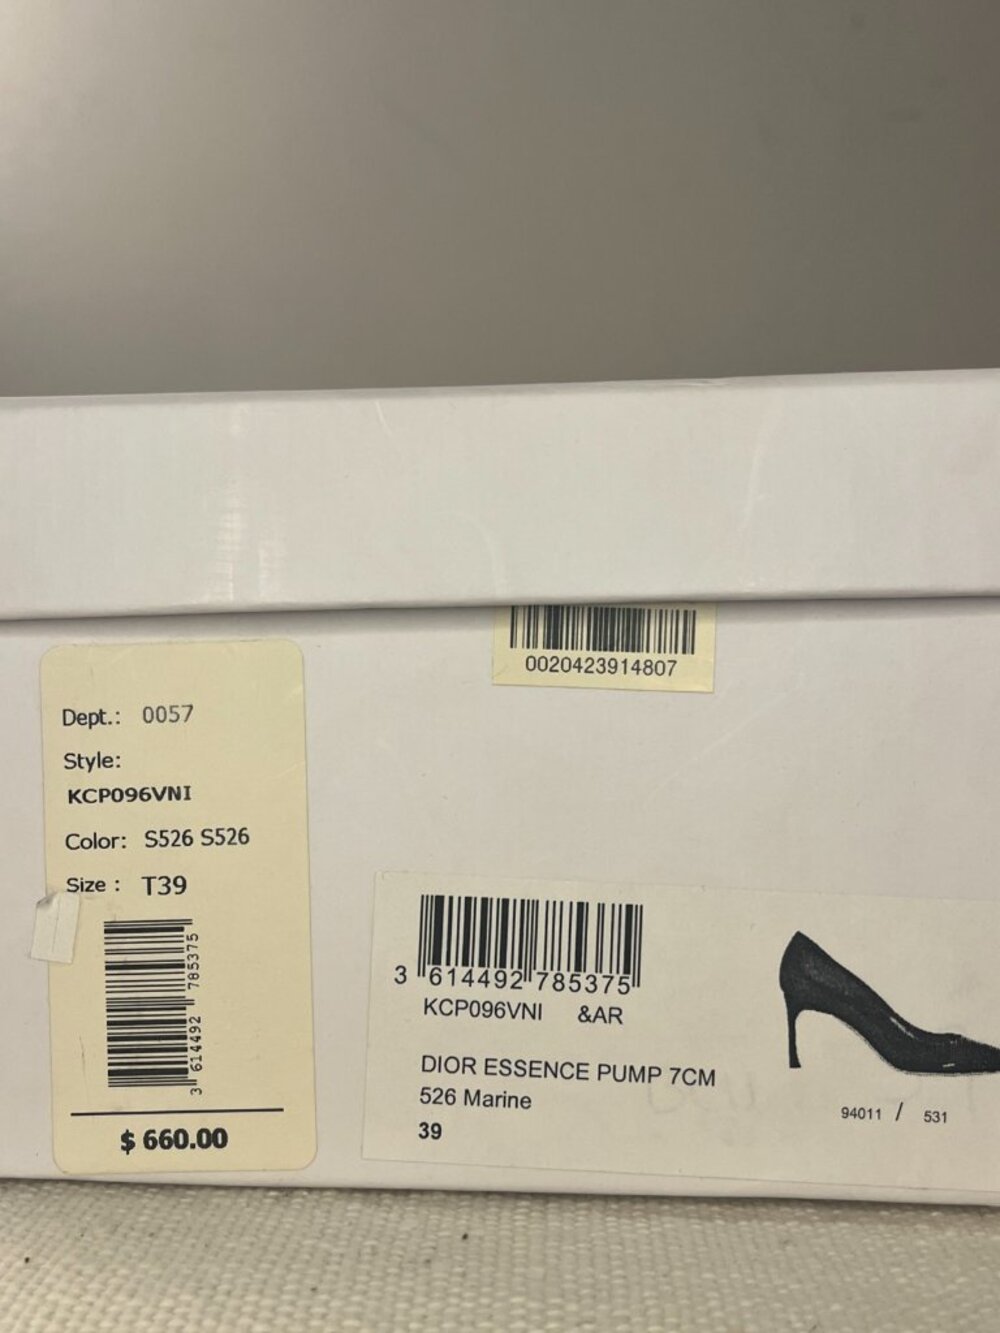 0020423914807
Dept.: 0057
Style:
KCP096VNI
Color: S526 S526
Size : T39
3 614492 785375
$ 660.00
3 614492 785375
KCP096VNI &AR
DIOR ESSENCE PUMP 7CM
526 Marine
39
94011 / 531